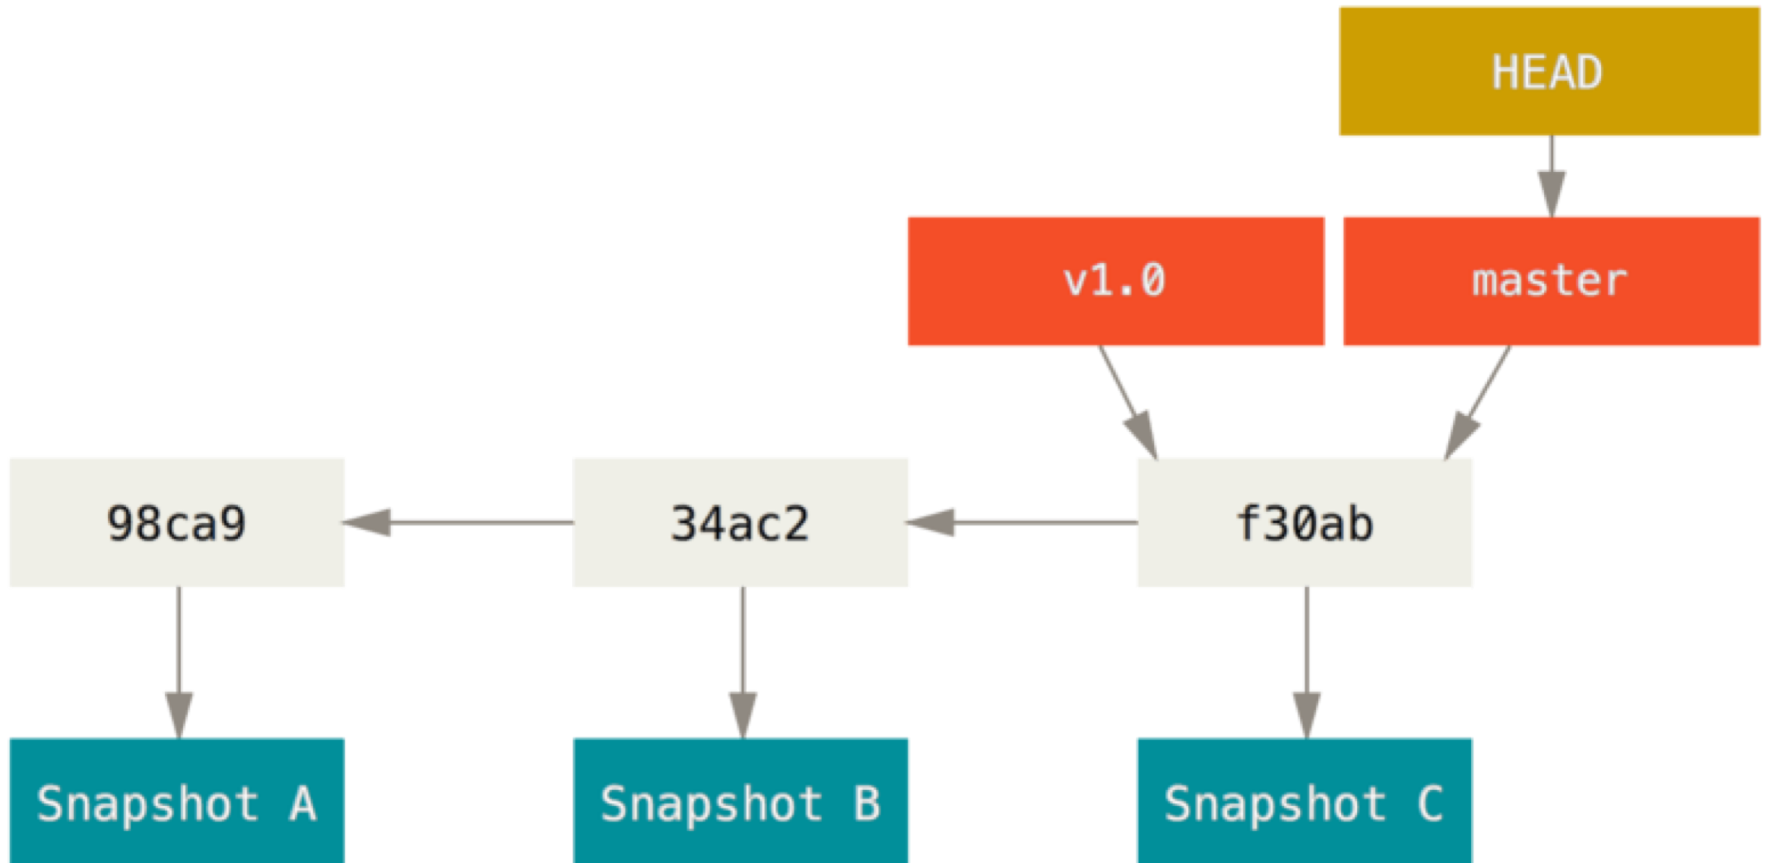 HEAD
v1.0
master
98ca9
34ac2
f30ab
Snapshot A
Snapshot B
Snapshot C